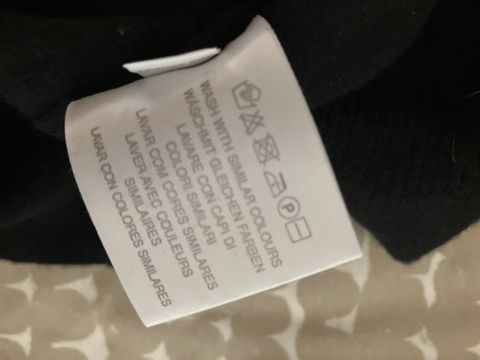 P
WASH WITH SIMILAR COLOURS
WÄSCHMIT GLEICHEN FARBEN
LAVARE CON CAPI DI
COLORI SIMILARI
LAVAR COM CORES SIMILARES
LAVER AVEC COULEURS
SIMILAIRES
LAVAR CON COLORES SIMILARES